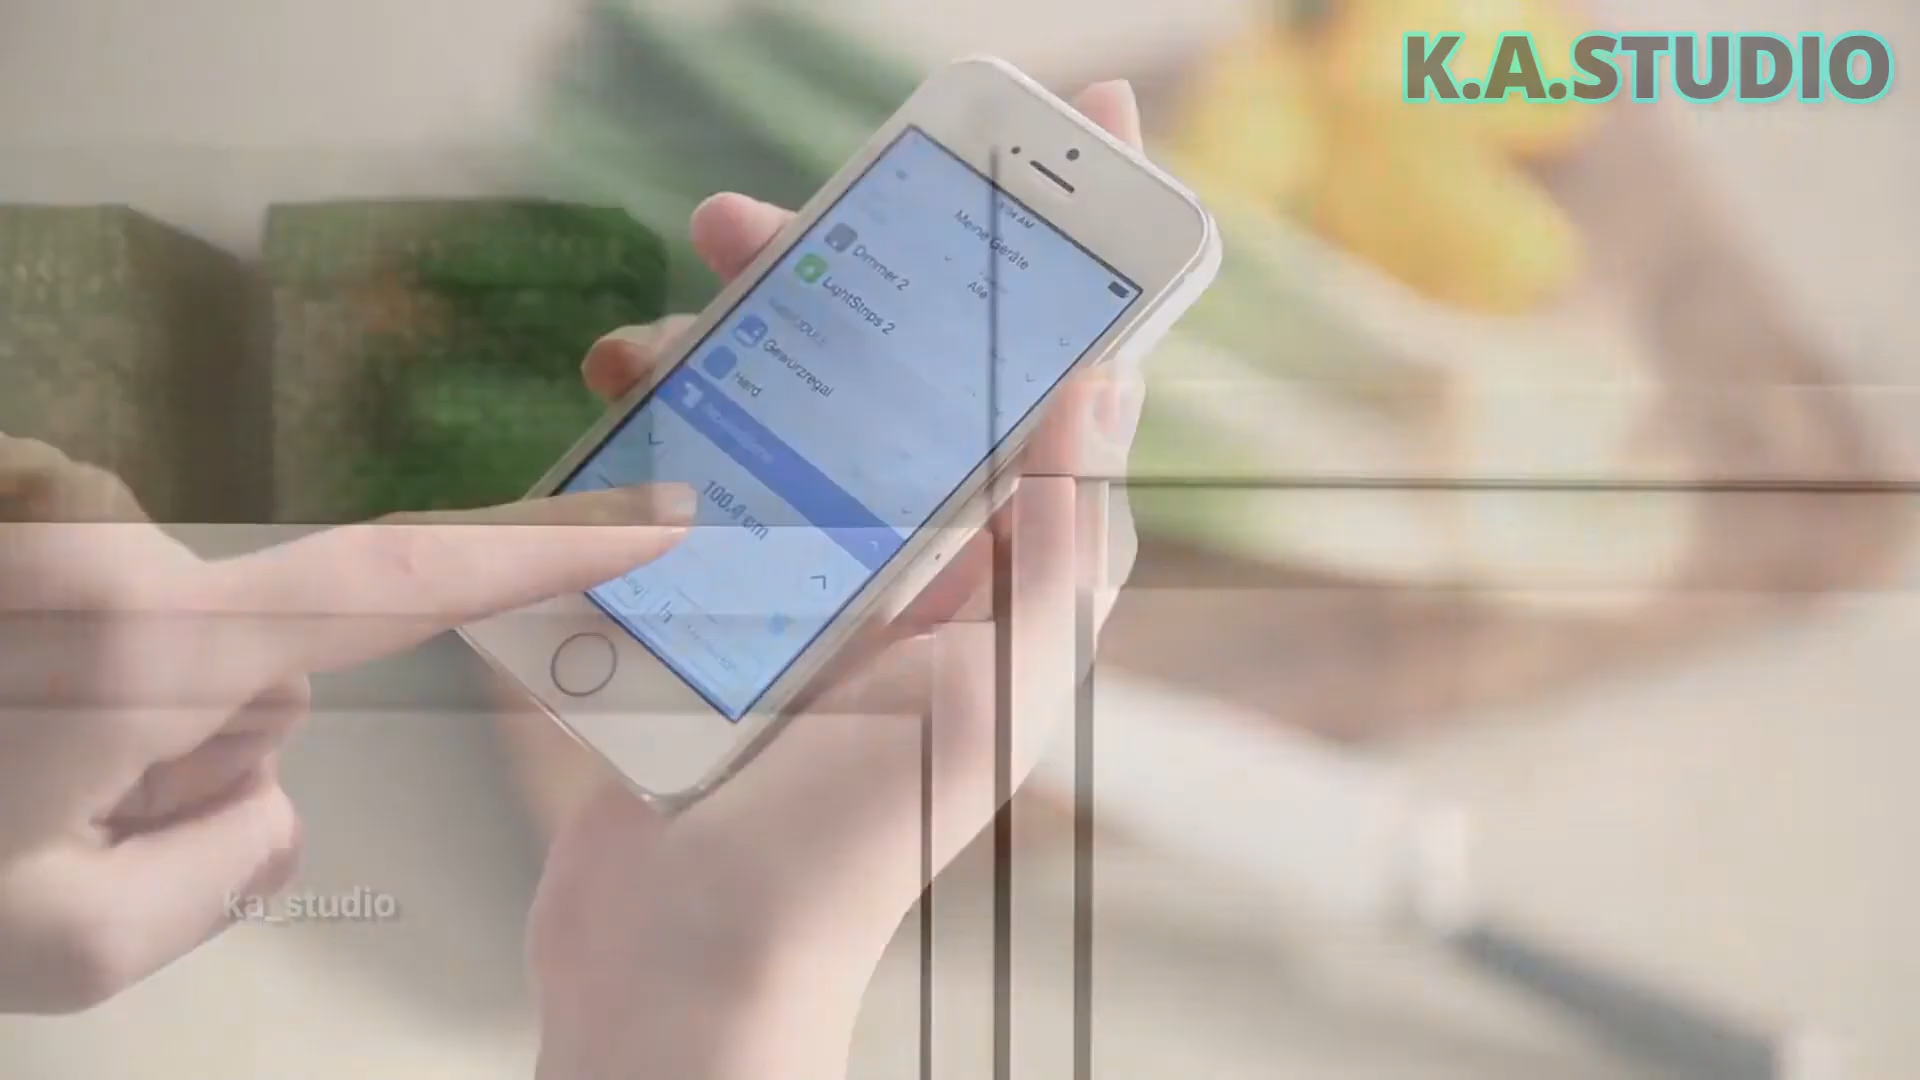 K.A.STUDIO
Meine Geräte
Alle
Dimmer 2
LightStrips 2
Gewürzregal
Herd
100,4 cm
ka_studio